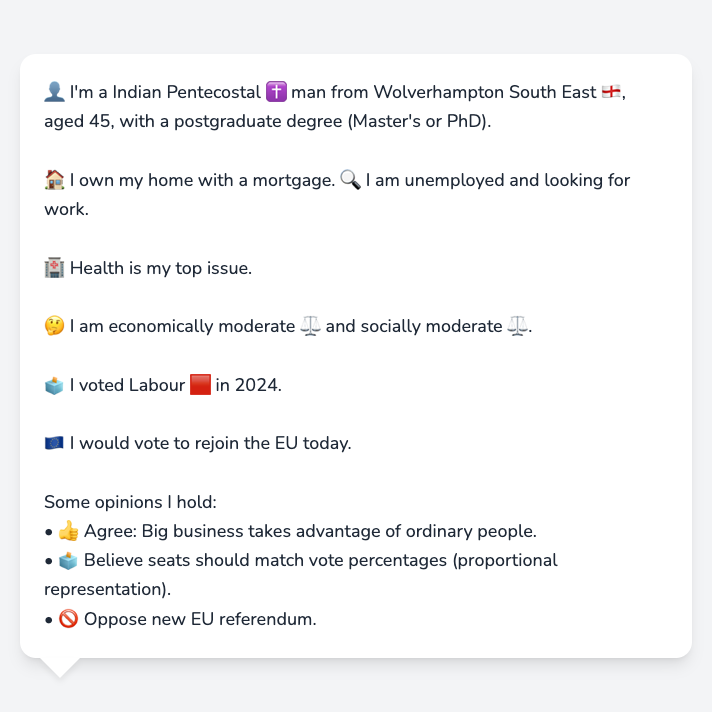 👤 I'm a Indian Pentecostal ✝️ man from Wolverhampton South East 🏴󠁧󠁢󠁥󠁮󠁧󠁿,
aged 45, with a postgraduate degree (Master's or PhD).
🏠 I own my home with a mortgage. 🔍 I am unemployed and looking for
work.
🏥 Health is my top issue.
🤔 I am economically moderate ⚖️ and socially moderate ⚖️.
🗳️ I voted Labour 🟥 in 2024.
🇪🇺 I would vote to rejoin the EU today.
Some opinions I hold:
• 👍 Agree: Big business takes advantage of ordinary people.
• 🗳️ Believe seats should match vote percentages (proportional
representation).
• 🚫 Oppose new EU referendum.